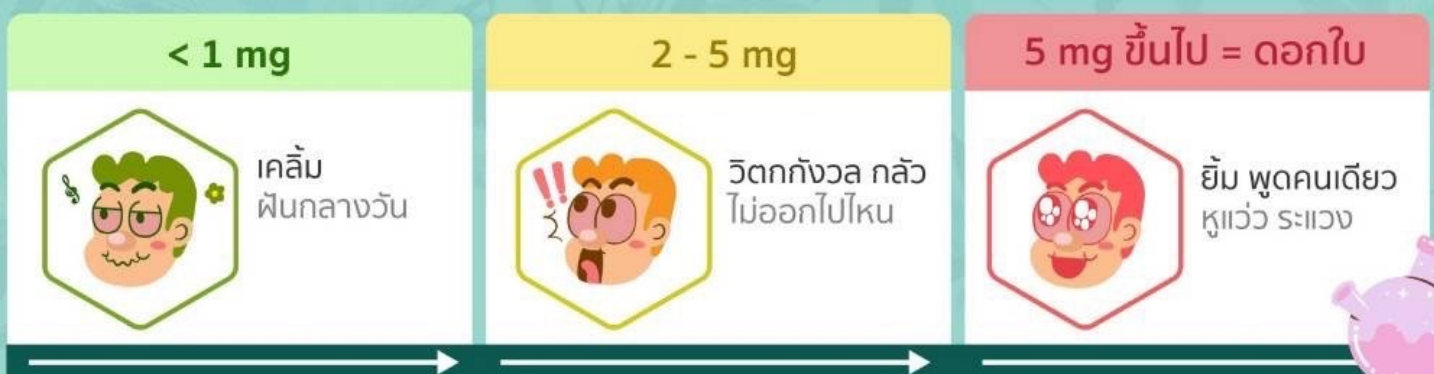 < 1 mg
เคลิ้ม
ฝันกลางวัน
2 - 5 mg
วิตกกังวล กลัว
ไม่ออกไปไหน
5 mg ขึ้นไป = ดอกใบ
ยิ้ม พูดคนเดียว
หูแว่ว ระแวง